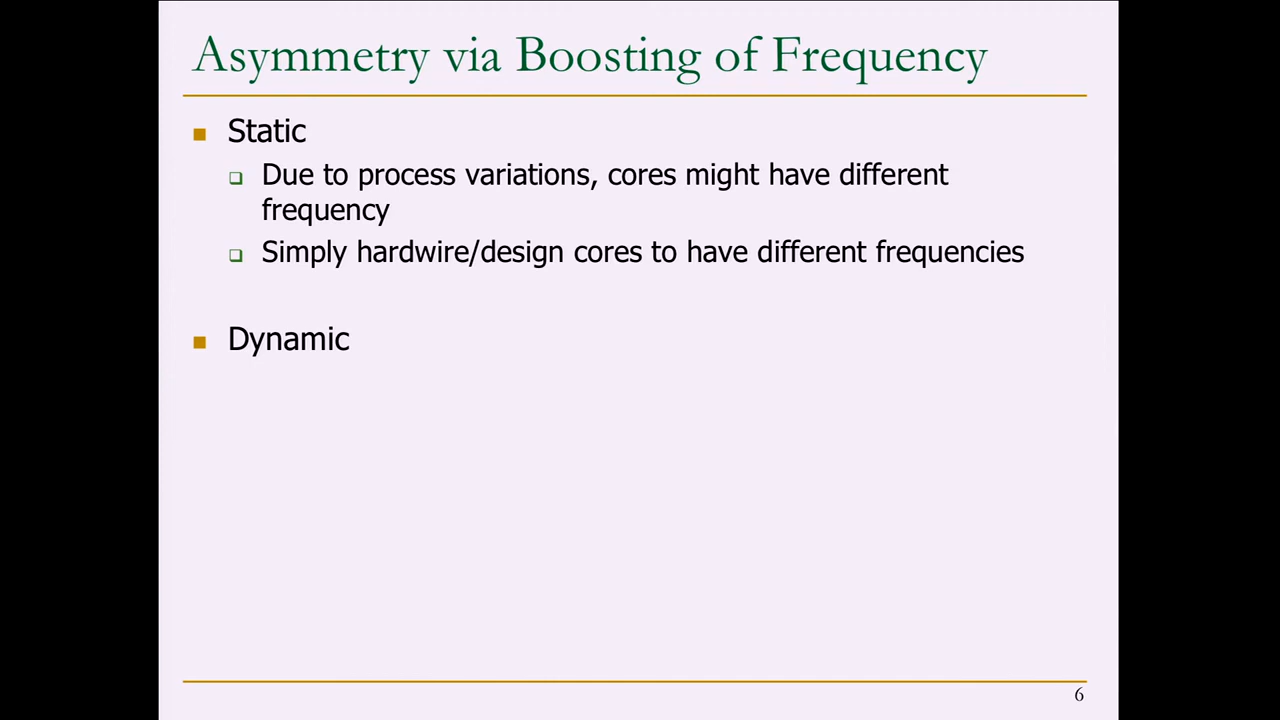 Asymmetry via Boosting of Frequency
Static
Due to process variations, cores might have different
frequency
Simply hardwire/design cores to have different frequencies
Dynamic
6